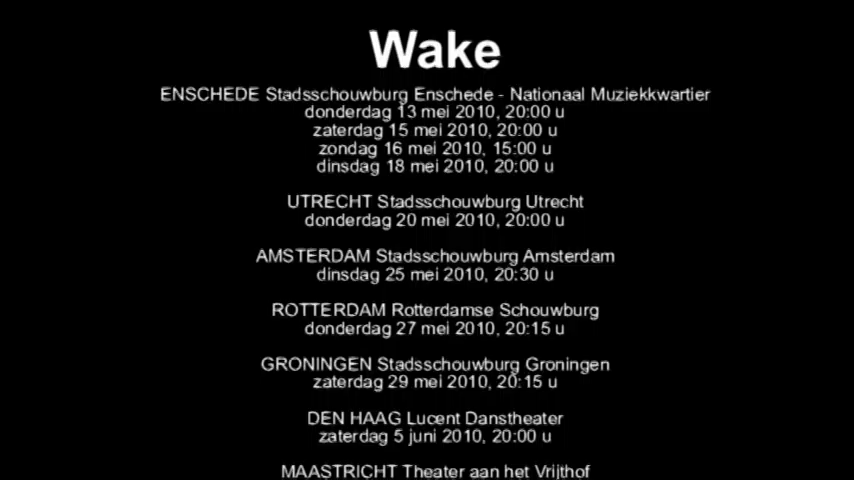 Wake
ENSCHEDE Stadsschouwburg Enschede - Nationaal Muziekkwartier
donderdag 13 mei 2010, 20:00 u
zaterdag 15 mei 2010, 20:00 u
zondag 16 mei 2010, 15:00 u
dinsdag 18 mei 2010, 20:00 u
UTRECHT Stadsschouwburg Utrecht
donderdag 20 mei 2010, 20:00 u
AMSTERDAM Stadsschouwburg Amsterdam
dinsdag 25 mei 2010, 20:30 u
ROTTERDAM Rotterdamse Schouwburg
donderdag 27 mei 2010, 20:15 u
GRONINGEN Stadsschouwburg Groningen
zaterdag 29 mei 2010, 20:15 u
DEN HAAG Lucent Danstheater
zaterdag 5 juni 2010, 20:00 u
MAASTRICHT Theater aan het Vrijthof